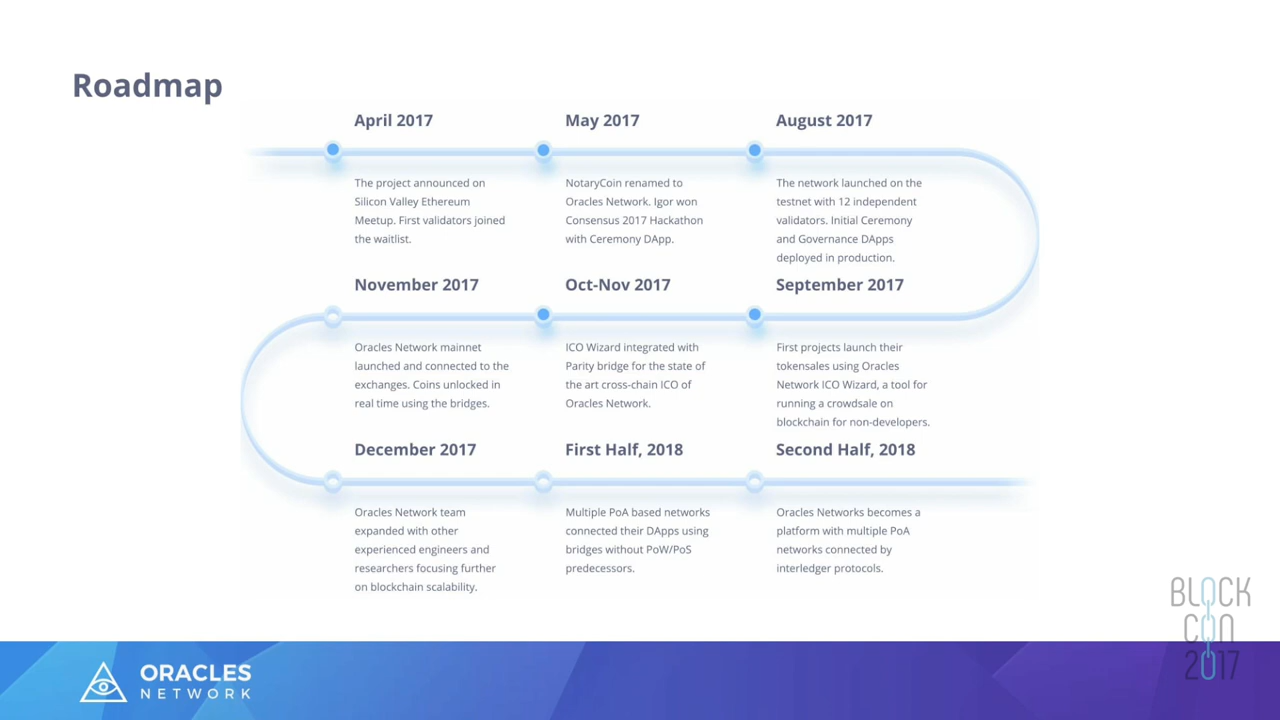 Roadmap
April 2017
The project announced on
Silicon Valley Ethereum
Meetup. First validators joined
the waitlist.
May 2017
NotaryCoin renamed to
Oracles Network. Igor won
Consensus 2017 Hackathon
with Ceremony DApp.
August 2017
The network launched on the
testnet with 12 independent
validators. Initial Ceremony
and Governance DApps
deployed in production.
September 2017
First projects launch their
tokensales using Oracles
Network ICO Wizard, a tool for
running a crowdsale on
blockchain for non-developers.
Oct-Nov 2017
ICO Wizard integrated with
Parity bridge for the state of
the art cross-chain ICO of
Oracles Network.
November 2017
Oracles Network mainnet
launched and connected to the
exchanges. Coins unlocked in
real time using the bridges.
December 2017
Oracles Network team
expanded with other
experienced engineers and
researchers focusing further
on blockchain scalability.
First Half, 2018
Multiple PoA based networks
connected their DApps using
bridges without PoW/PoS
predecessors.
Second Half, 2018
Oracles Networks becomes a
platform with multiple PoA
networks connected by
interledger protocols.
BLOCK
CON
2017
ORACLES
NETWORK